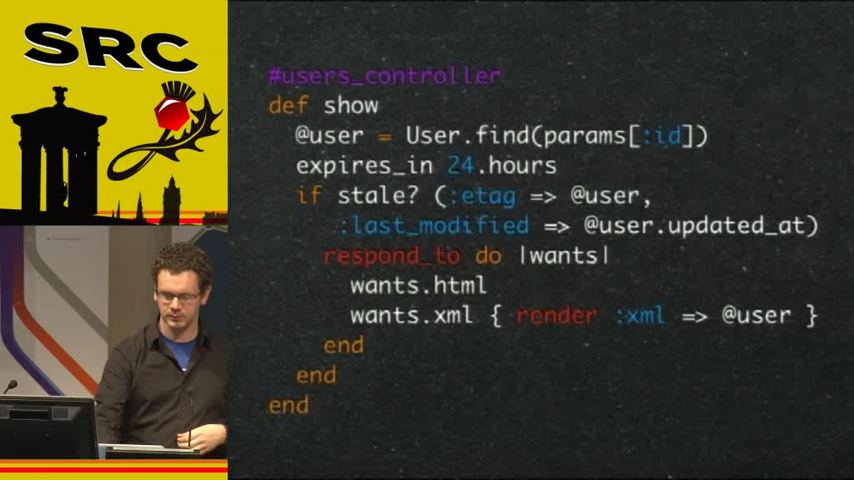 SRC
#users_controller
def show
@user = User.find(params[:id])
expires_in 24.hours
if stale? (:etag => @user,
:last_modified => @user.updated_at)
respond_to do |wants|
wants.html
wants.xml { render :xml => @user }
end
end
end